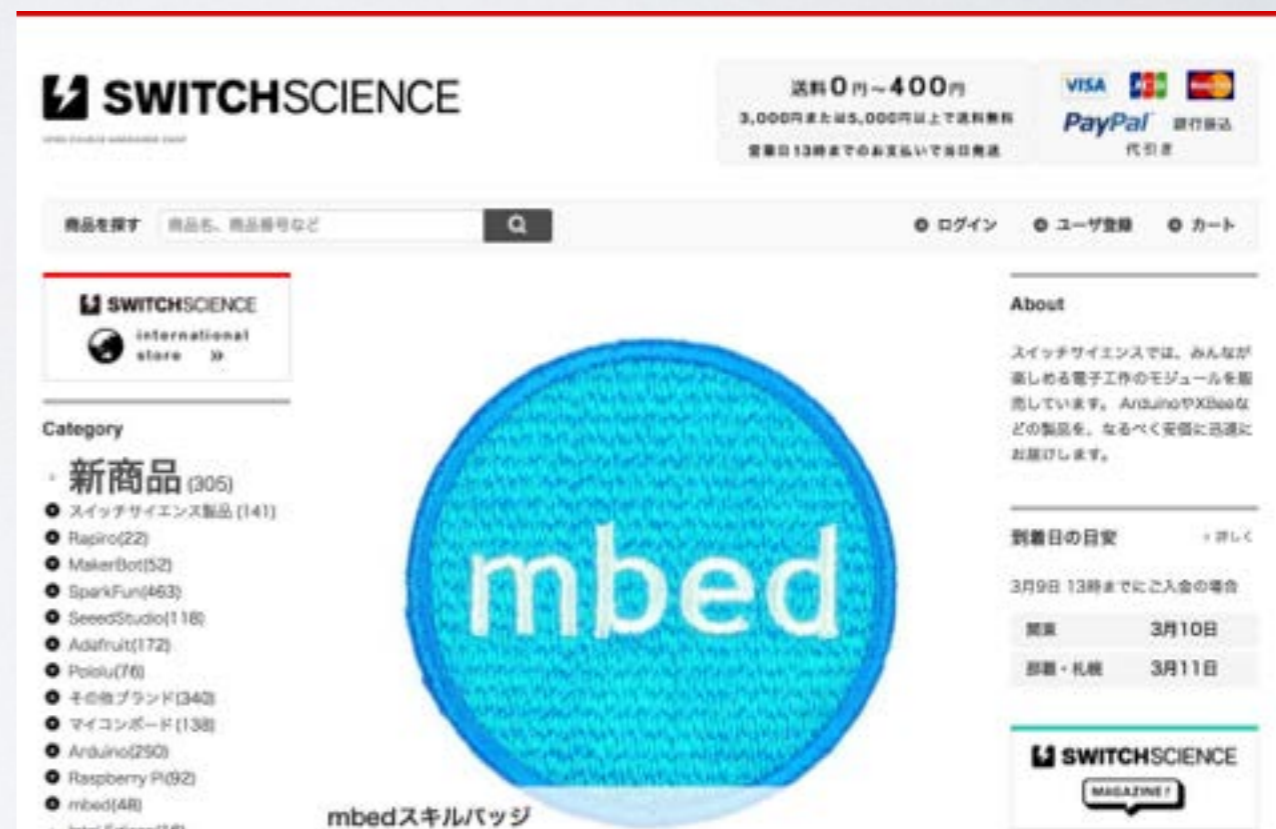 SWITCHSCIENCE
送料0円~400円
3,000円または5,000円以上で送料無料
営業日13時までのお支払いで当日発送
VISA JCB MasterCard
PayPal 銀行振込
代引き
商品を探す 商品名、商品番号など
ログイン ユーザ登録 カート
SWITCHSCIENCE
international
store »
Category
新商品(305)
スイッチサイエンス製品(141)
Rapiro(22)
MakerBot(52)
SparkFun(463)
SeeedStudio(118)
Adafruit(172)
Pololu(76)
その他ブランド(340)
マイコンボード(138)
Arduino(290)
Raspberry Pi(92)
mbed(48)
mbed
mbedスキルバッジ
About
スイッチサイエンスでは、みんなが
楽しめる電子工作のモジュールを販
売しています。ArduinoやXBeeな
どの製品を、なるべく安価に迅速に
お届けします。
到着日の目安 » 詳しく
3月9日 13時までにご入金の場合
関東 3月10日
那覇・札幌 3月11日
SWITCHSCIENCE
MAGAZINE!